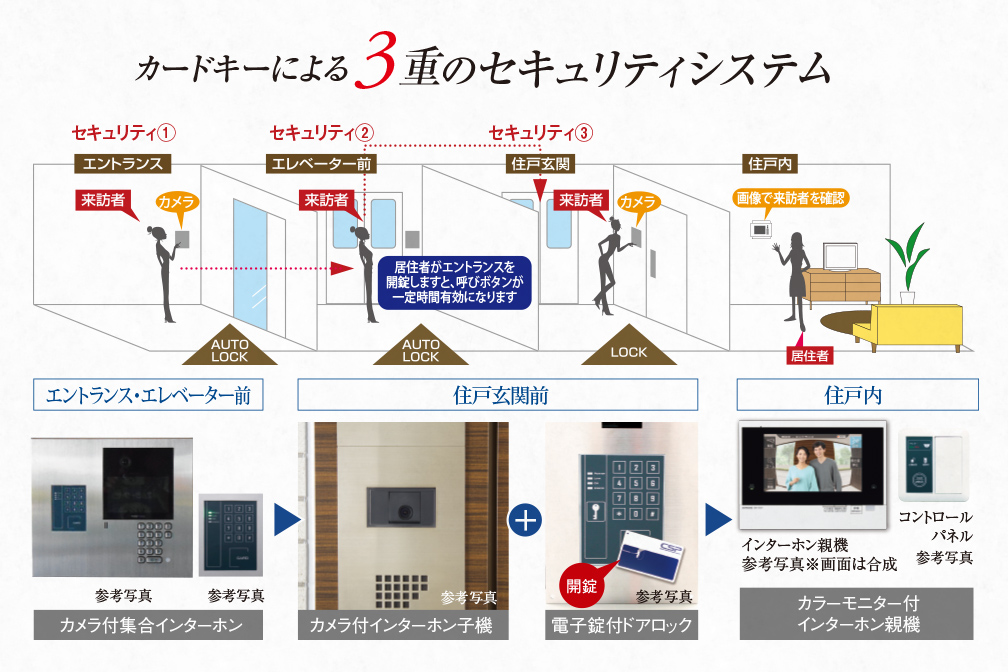 カードキーによる3重のセキュリティシステム
セキュリティ①
セキュリティ②
セキュリティ③
エントランス
エレベーター前
住戸玄関
住戸内
来訪者
カメラ
来訪者
来訪者
カメラ
画像で来訪者を確認
居住者がエントランスを
開錠しますと、呼びボタンが
一定時間有効になります
AUTO
LOCK
AUTO
LOCK
LOCK
居住者
エントランス・エレベーター前
住戸玄関前
住戸内
1 2 3
4 5 6
7 8 9
0
CSP
開錠
参考写真
参考写真
参考写真
参考写真
インターホン親機
参考写真※画面は合成
コントロール
パネル
参考写真
カメラ付集合インターホン
カメラ付インターホン子機
電子錠付ドアロック
カラーモニター付
インターホン親機